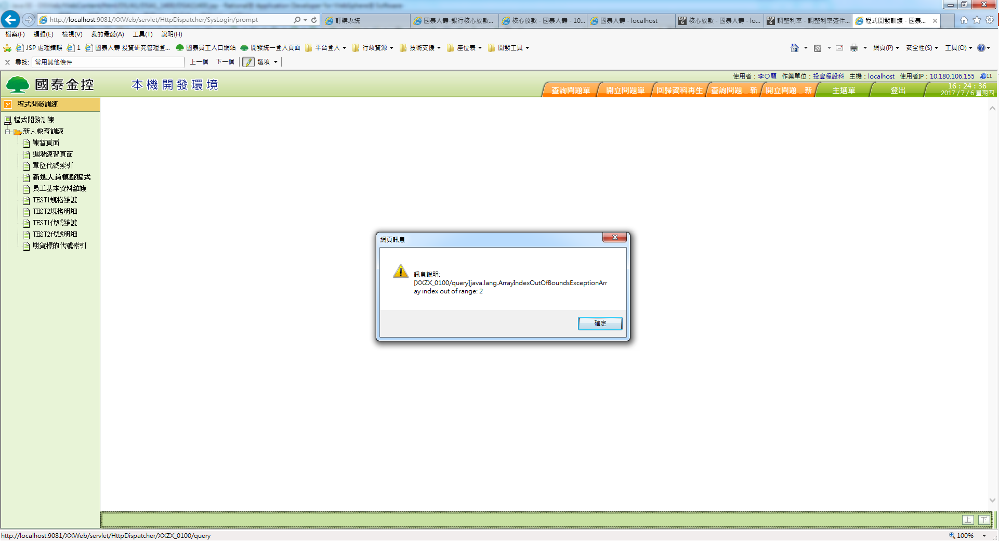 http://localhost:9081/XXWeb/servlet/HttpDispatcher/SysLogin/prompt
訂購系統
國泰人壽-銀行核心放款...
核心放款 - 國泰人壽 - 10...
國泰人壽 - localhost
EAP 6 核心放款 - 國泰人壽 - lo...
EAP 6 調整利率 - 調整利率簽件...
程式開發訓練 - 國泰...
檔案(F) 編輯(E) 檢視(V) 我的最愛(A) 工具(T) 說明(H)
JSP 處理錯誤 1 國泰人壽 投資研究管理登... 國泰員工入口網站 開發統一登入頁面 平台登入 行政資源 技術支援 座位表 開發工具
網頁(P) 安全性(S) 工具(O)
尋找: 常用其他條件 上一個 下一個 選項
國泰金控
本機開發環境
使用者：李○穎 作業單位：投資程設科 主機：localhost 使用者IP：10.180.106.155 11
查詢問題單 開立問題單 回歸資料再生 查詢問題_新 開立問題_新 主選單 登出
16：24：36
2017 / 7 / 6 星期四
程式開發訓練
程式開發訓練
新人教育訓練
練習頁面
進階練習頁面
單位代號索引
新進人員模擬程式
員工基本資料維護
TEST1規格維護
TEST2規格明細
TEST1代號維護
TEST2代號明細
期貨標的代號索引
網頁訊息
訊息說明:
[XXZX_0100/query]java.lang.ArrayIndexOutOfBoundsExceptionArr
ay index out of range: 2
確定
上 下
http://localhost:9081/XXWeb/servlet/HttpDispatcher/XXZX_0100/query
100%